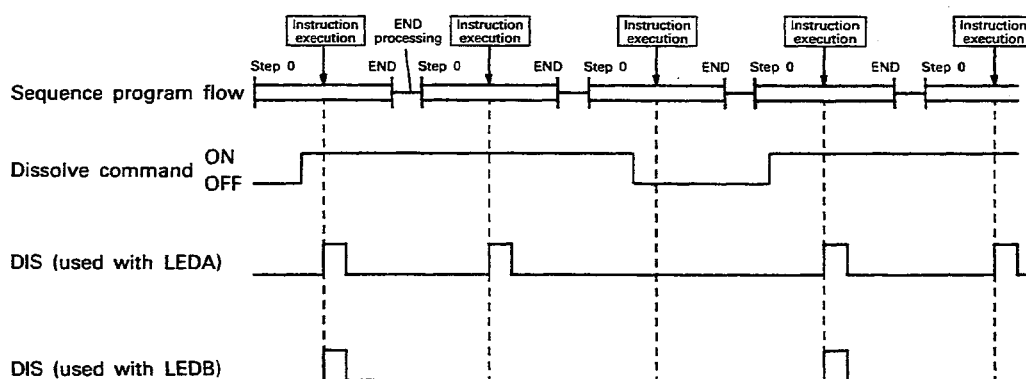 Instruction execution
END processing
Instruction execution
Instruction execution
Instruction execution
Instruction execution
Step 0
END
Step 0
END
Step 0
END
Step 0
END
Step 0
Sequence program flow
Dissolve command
ON
OFF
DIS (used with LEDA)
DIS (used with LEDB)